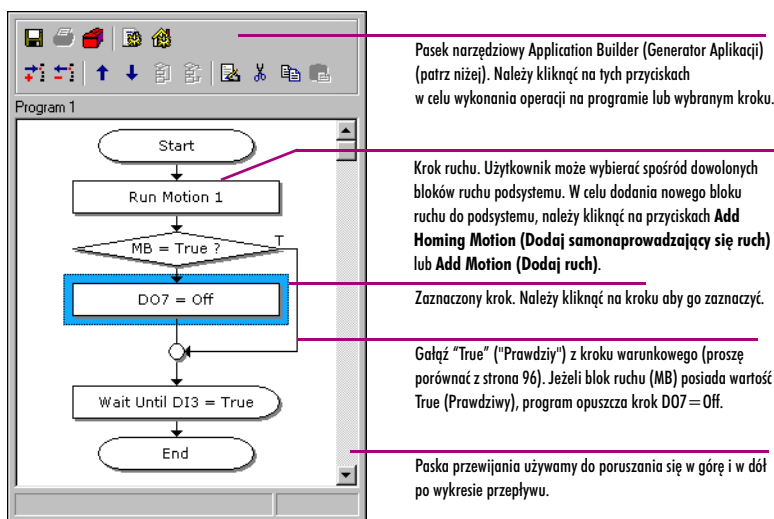 Program 1
Start
Run Motion 1
MB = True ?
T
DO7 = Off
Wait Until DI3 = True
End
Pasek narzędziowy Application Builder (Generator Aplikacji)
(patrz niżej). Należy kliknąć na tych przyciskach
w celu wykonania operacji na programie lub wybranym kroku.
Krok ruchu. Użytkownik może wybierać spośród dowolonych
bloków ruchu podsystemu. W celu dodania nowego bloku
ruchu do podsystemu, należy kliknąć na przyciskach Add
Homing Motion (Dodaj samonaprowadzający się ruch)
lub Add Motion (Dodaj ruch).
Zaznaczony krok. Należy kliknąć na kroku aby go zaznaczyć.
Gałąź “True” ("Prawdziy") z kroku warunkowego (proszę
porównać z strona 96). Jeżeli blok ruchu (MB) posiada wartość
True (Prawdziwy), program opuszcza krok DO7=Off.
Paska przewijania używamy do poruszania się w górę i w dół
po wykresie przepływu.